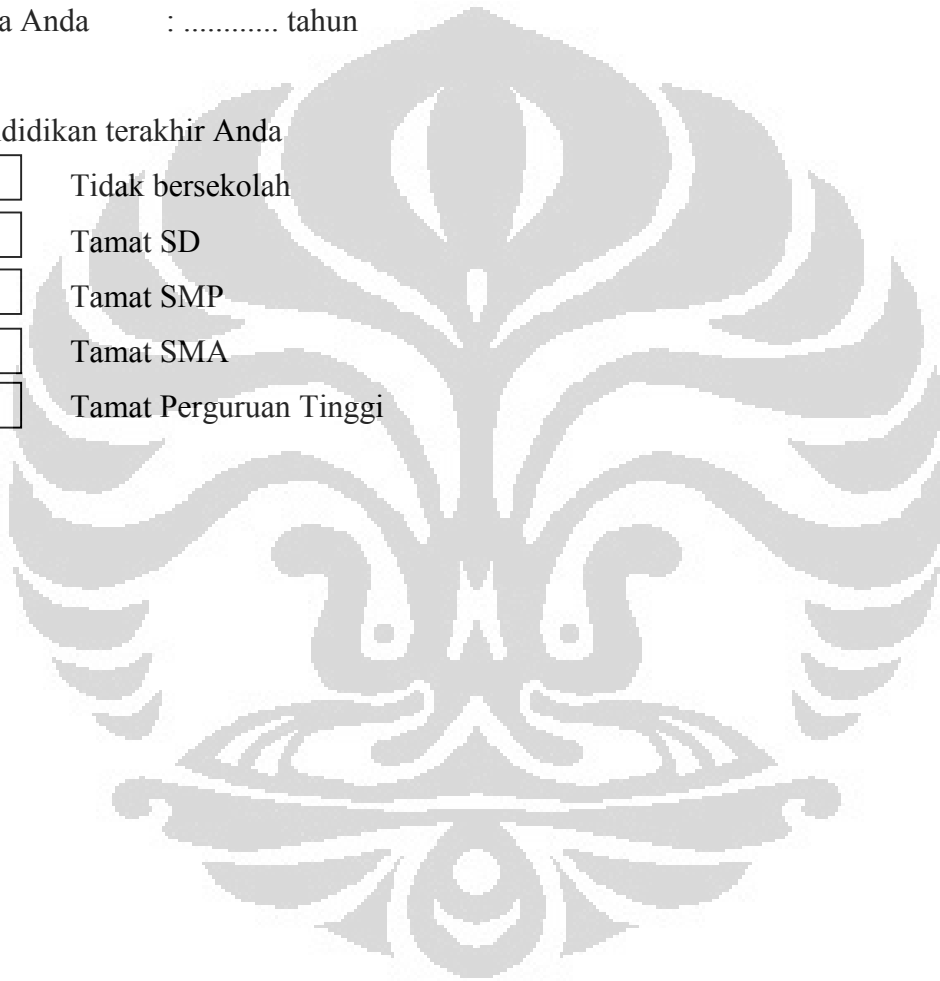 a Anda : ............ tahun
didikan terakhir Anda
Tidak bersekolah
Tamat SD
Tamat SMP
Tamat SMA
Tamat Perguruan Tinggi